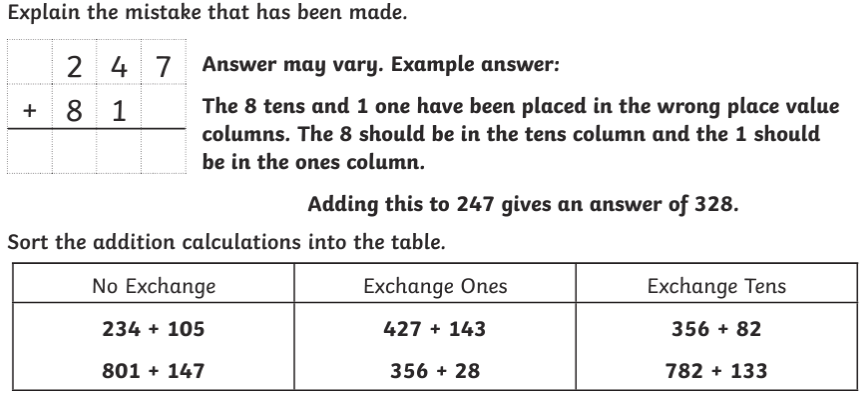 Explain the mistake that has been made.
2 4 7
+ 8 1
Answer may vary. Example answer:
The 8 tens and 1 one have been placed in the wrong place value
columns. The 8 should be in the tens column and the 1 should
be in the ones column.
Adding this to 247 gives an answer of 328.
Sort the addition calculations into the table.
No Exchange Exchange Ones Exchange Tens
234 + 105 427 + 143 356 + 82
801 + 147 356 + 28 782 + 133